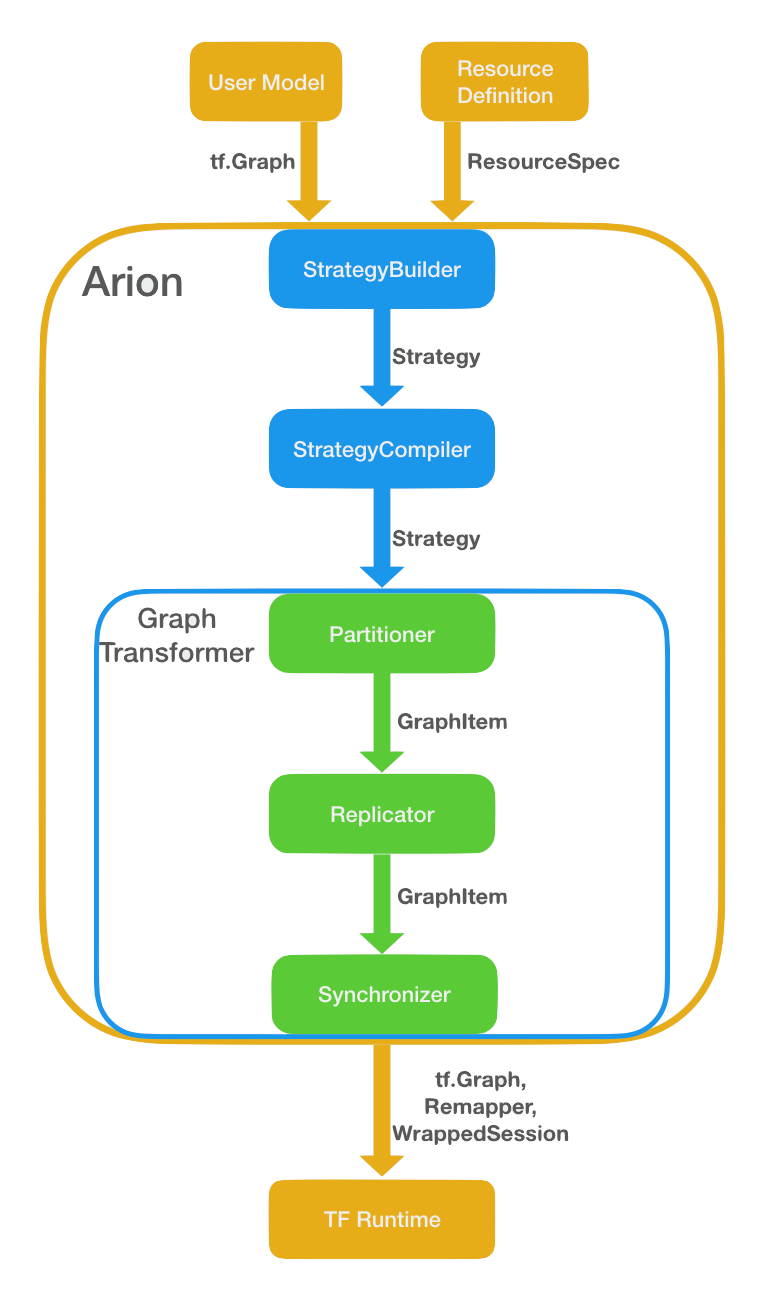 User Model
Resource
Definition
tf.Graph
ResourceSpec
Arion
StrategyBuilder
Strategy
StrategyCompiler
Strategy
Graph
Transformer
Partitioner
GraphItem
Replicator
GraphItem
Synchronizer
tf.Graph,
Remapper,
WrappedSession
TF Runtime